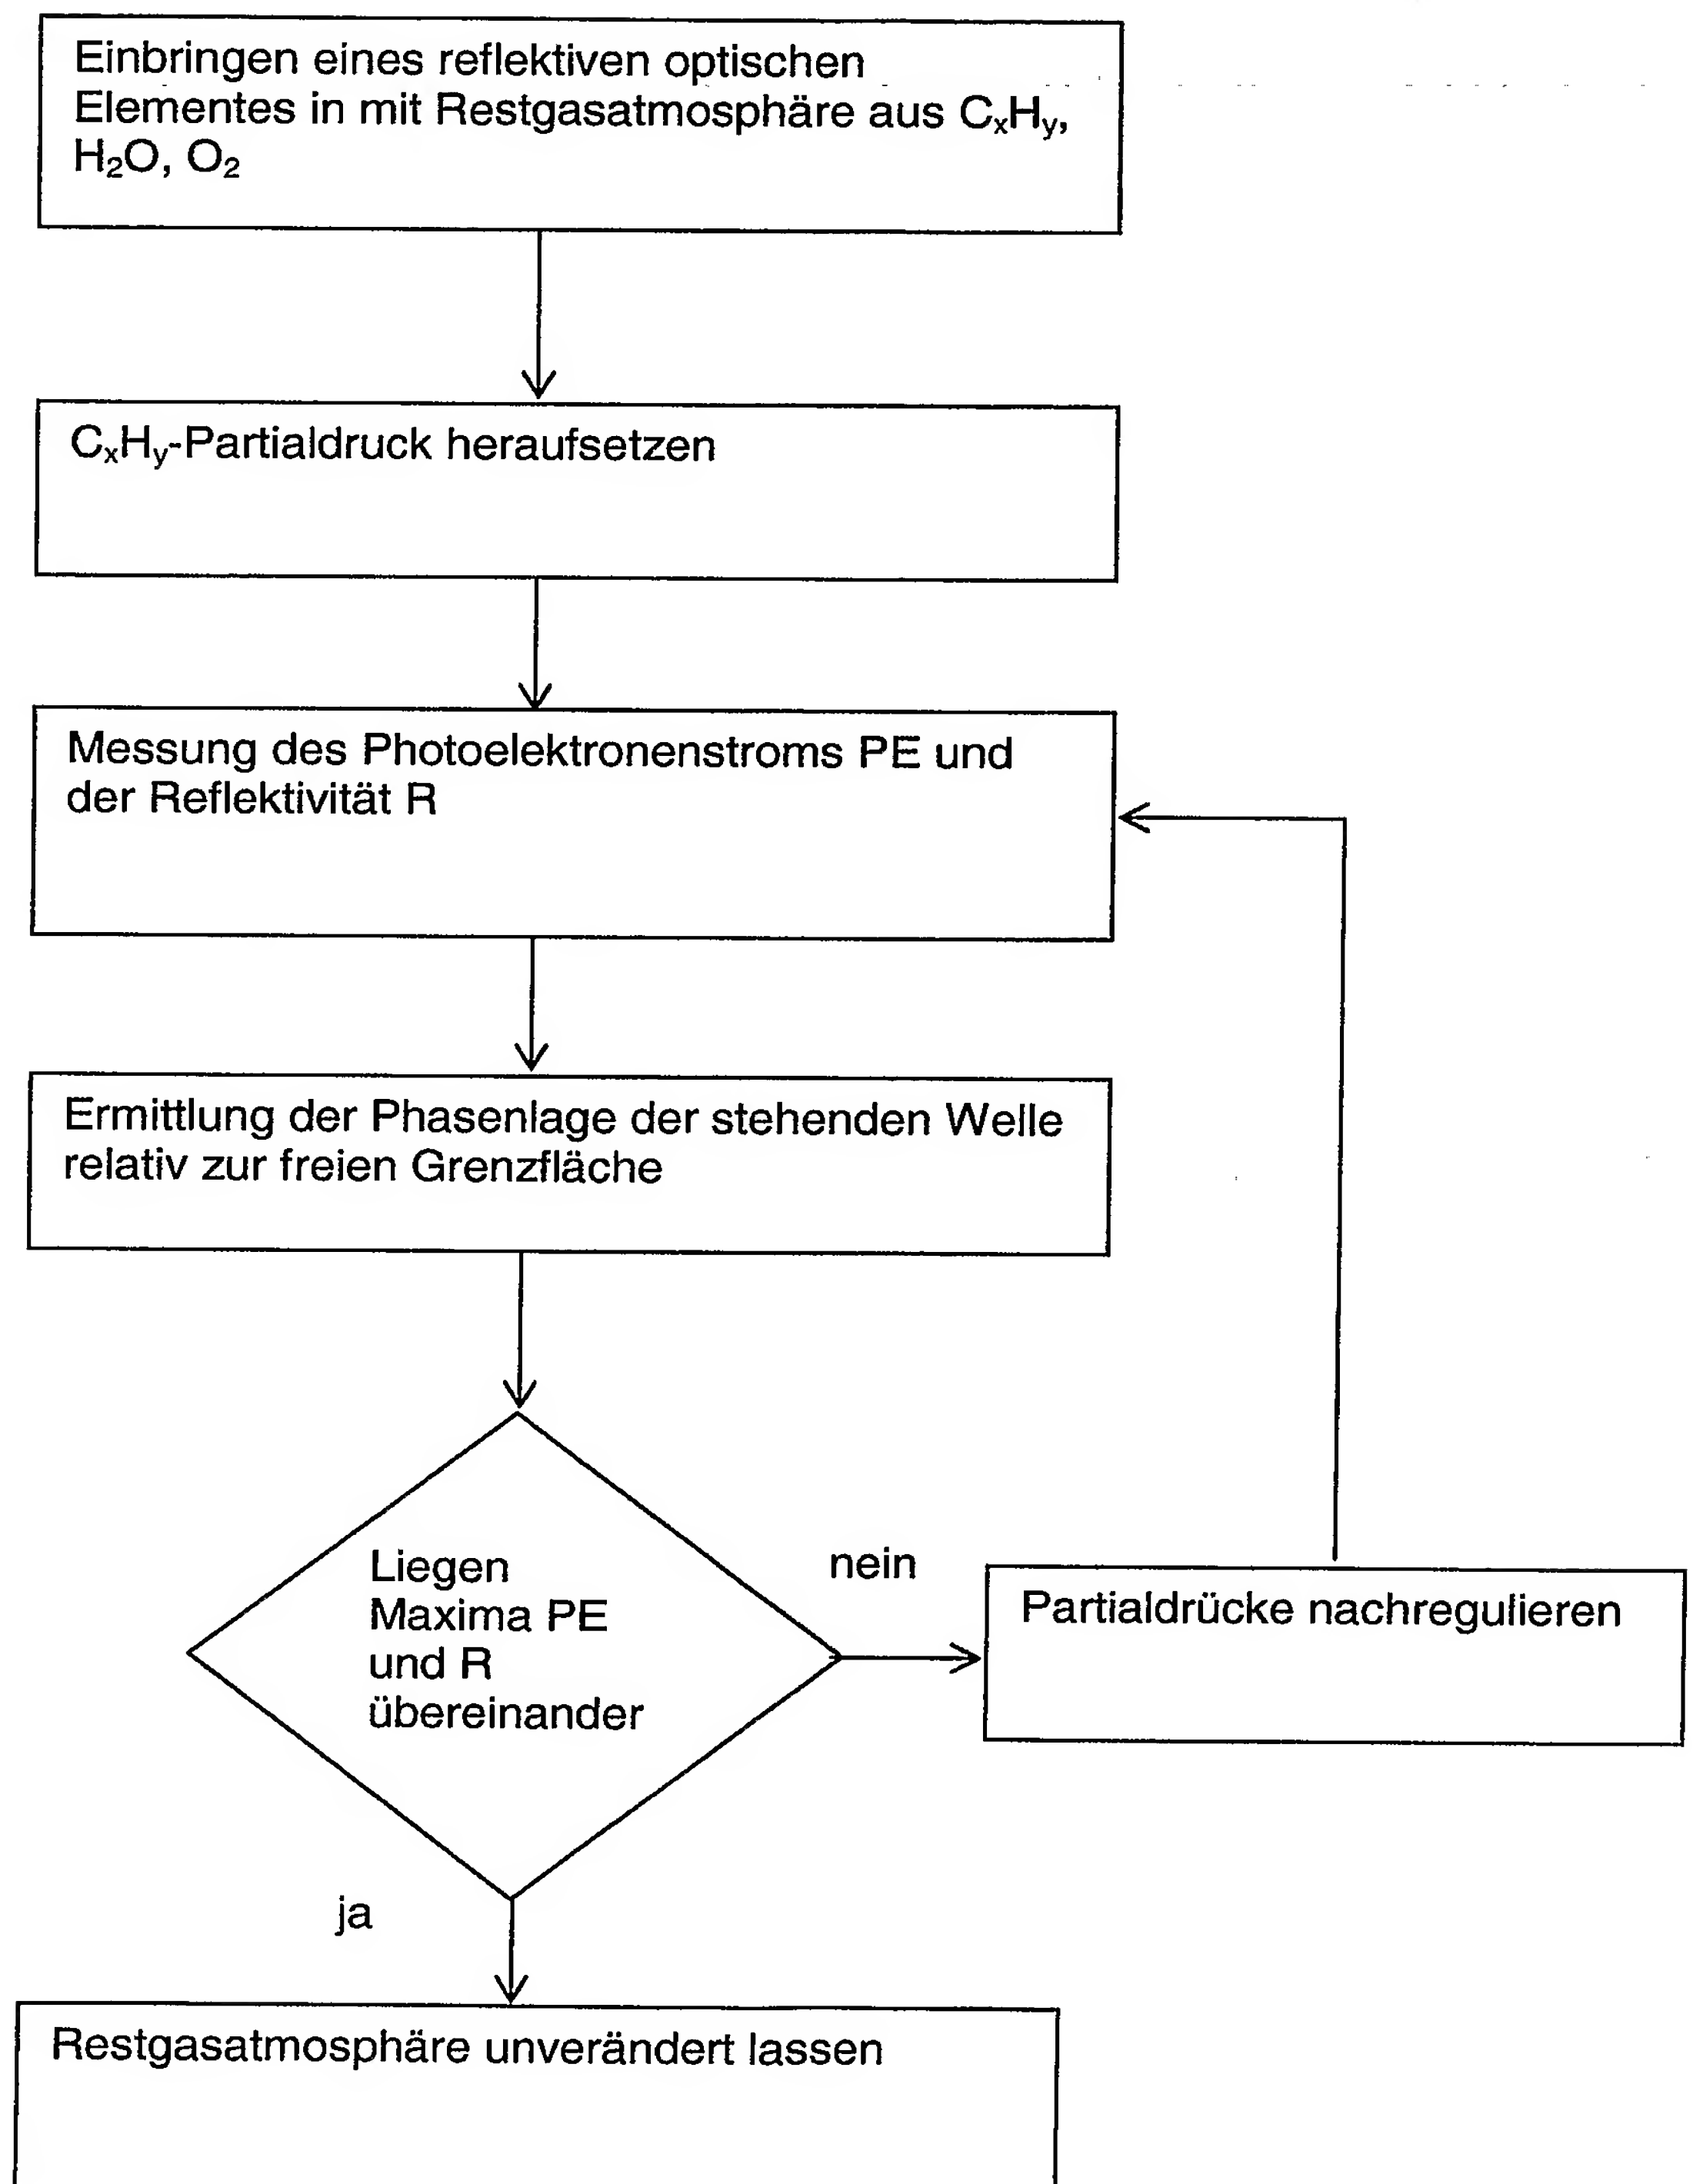 Einbringen eines reflektiven optischen
Elementes in mit Restgasatmosphäre aus CₓHᵧ,
H₂O, O₂
CₓHᵧ-Partialdruck heraufsetzen
Messung des Photoelektronenstroms PE und
der Reflektivität R
Ermittlung der Phasenlage der stehenden Welle
relativ zur freien Grenzfläche
Liegen
Maxima PE
und R
übereinander
nein
Partialdrücke nachregulieren
ja
Restgasatmosphäre unverändert lassen